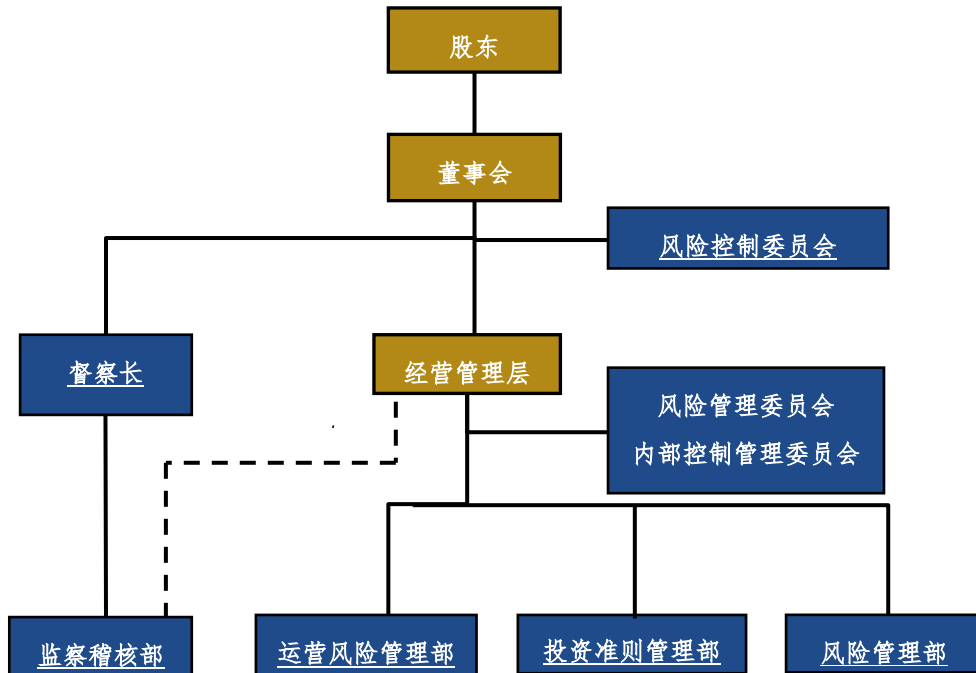 股东
董事会
风险控制委员会
督察长
经营管理层
风险管理委员会
内部控制管理委员会
监察稽核部
运营风险管理部
投资准则管理部
风险管理部